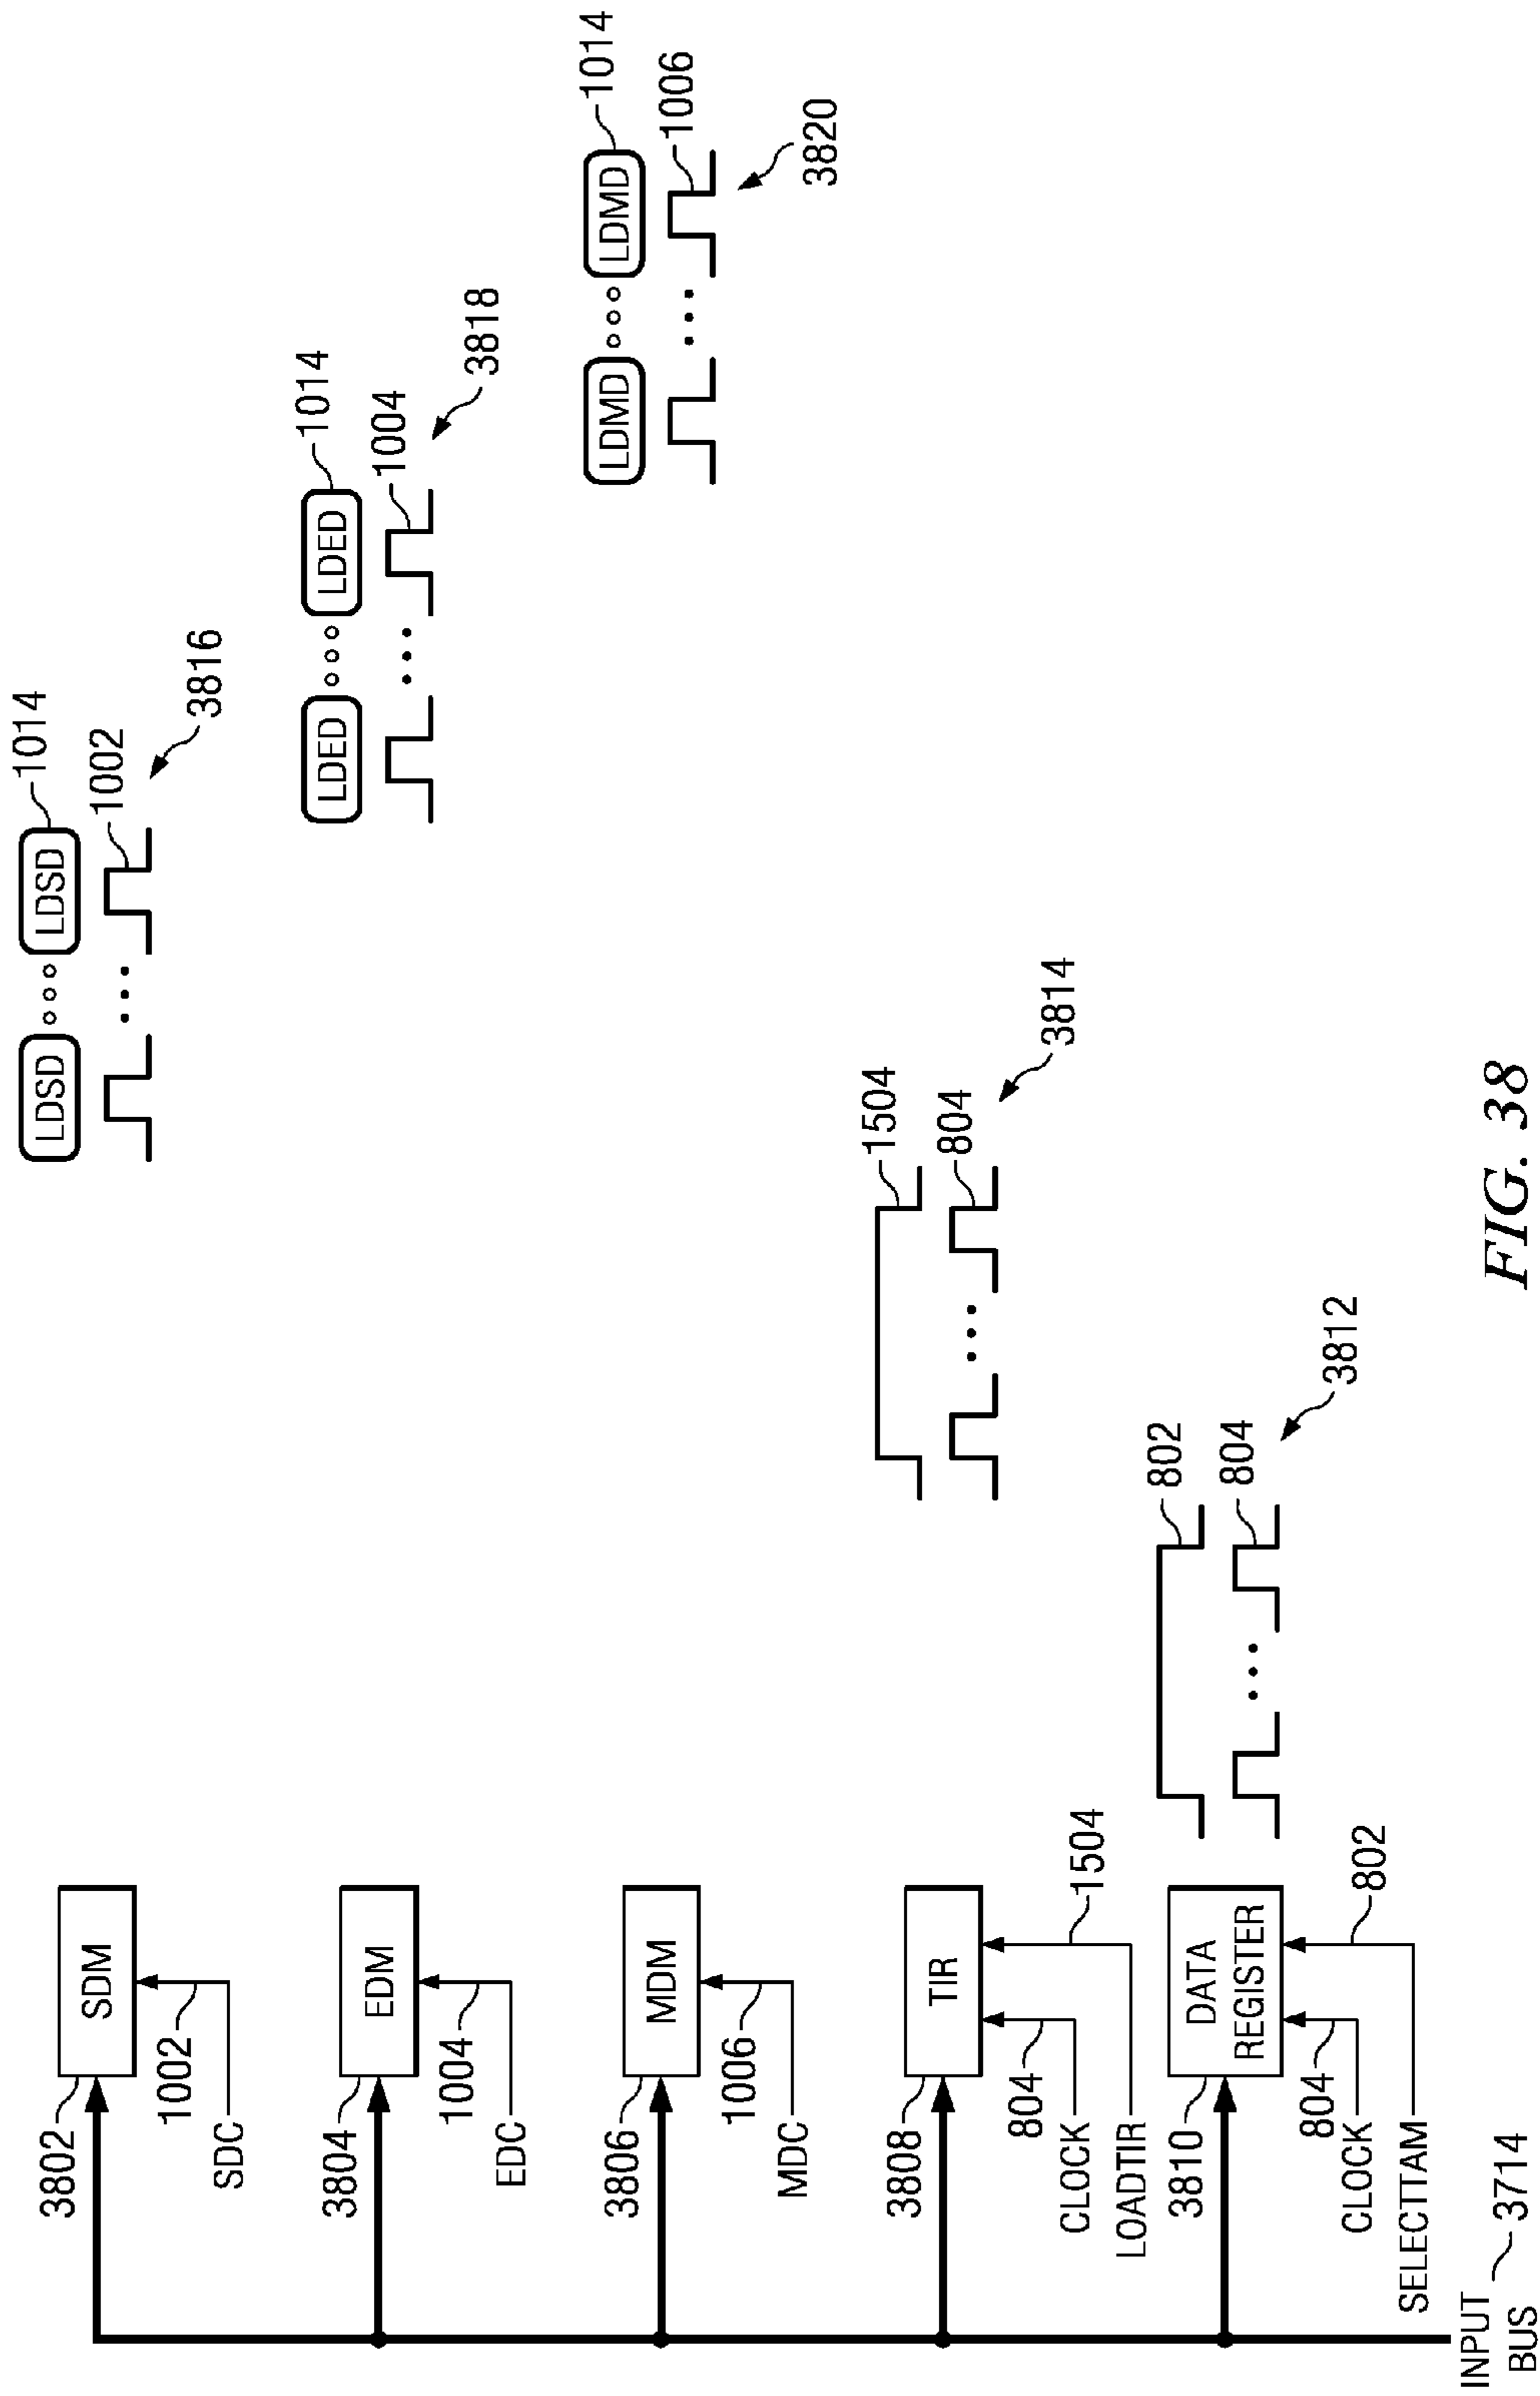 3802
SDM
1002
SDC
3804
EDM
1004
EDC
3806
MDM
1006
MDC
3808
TIR
804
CLOCK
1504
LOADTIR
3810
DATA
REGISTER
804
CLOCK
802
SELECTTAM
INPUT
BUS
3714
802
804
3812
1504
804
3814
LDSD
LDSD
1014
1002
3816
LDED
LDED
1014
1004
3818
LDMD
LDMD
1014
1006
3820
FIG. 38